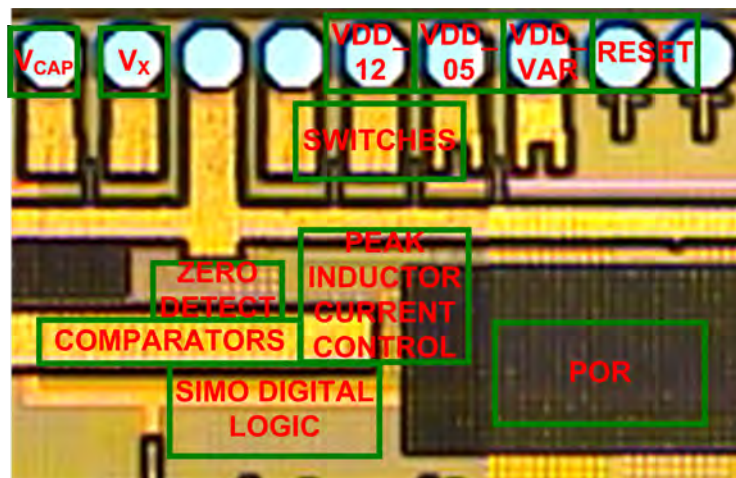 VCAP
VX
VDD_
12
VDD_
05
VDD_
VAR
RESET
SWITCHES
ZERO
DETECT
PEAK
INDUCTOR
CURRENT
CONTROL
COMPARATORS
POR
SIMO DIGITAL
LOGIC